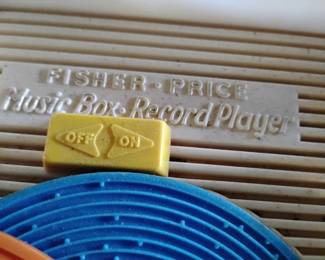 FISHER-PRICE
Music Box Record Player
OFF ON